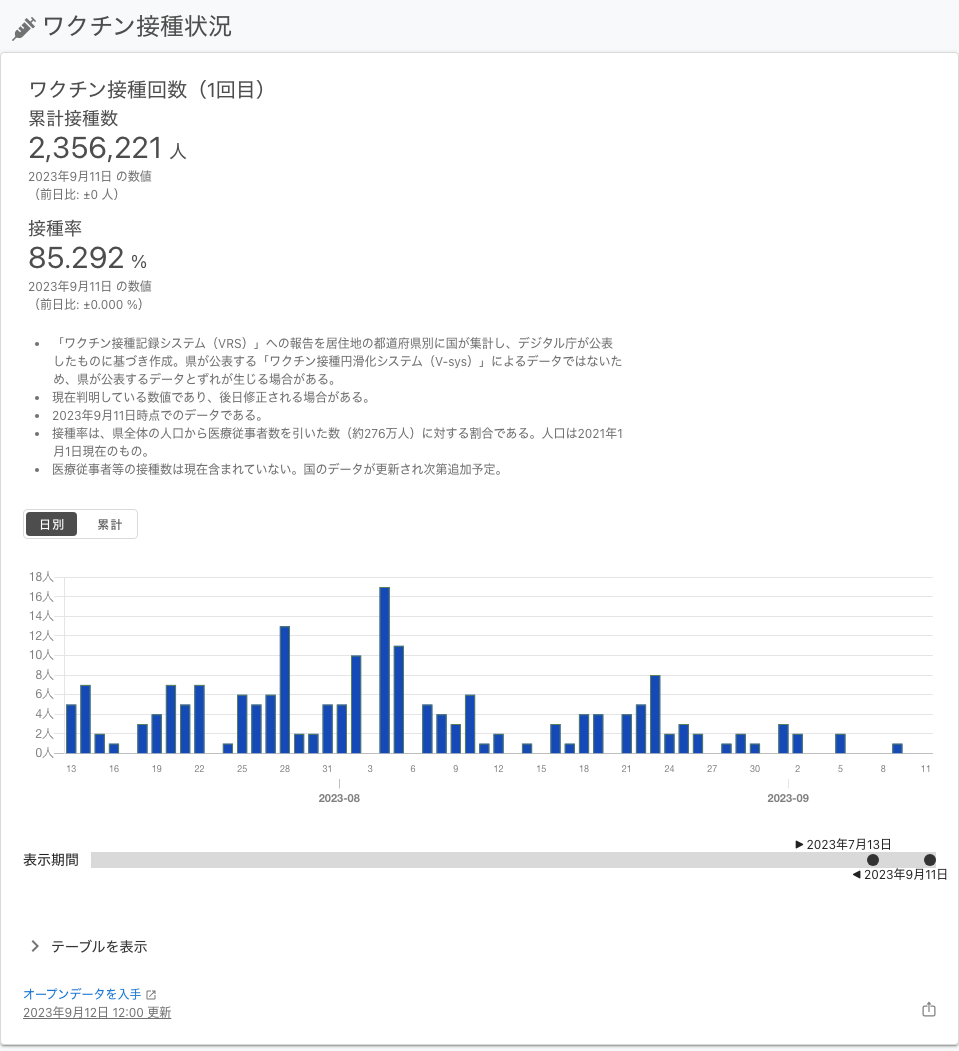 ワクチン接種状況
ワクチン接種回数（1回目）
累計接種数
2,356,221 人
2023年9月11日 の数値
（前日比: ±0 人）
接種率
85.292 %
2023年9月11日 の数値
（前日比: ±0.000 %）
• 「ワクチン接種記録システム（VRS）」への報告を居住地の都道府県別に国が集計し、デジタル庁が公表
したものに基づき作成。県が公表する「ワクチン接種円滑化システム（V-sys）」によるデータではないた
め、県が公表するデータとずれが生じる場合がある。
• 現在判明している数値であり、後日修正される場合がある。
• 2023年9月11日時点でのデータである。
• 接種率は、県全体の人口から医療従事者数を引いた数（約276万人）に対する割合である。人口は2021年1
月1日現在のもの。
• 医療従事者等の接種数は現在含まれていない。国のデータが更新され次第追加予定。
日別 累計
18人
16人
14人
12人
10人
8人
6人
4人
2人
0人
13 16 19 22 25 28 31 3 6 9 12 15 18 21 24 27 30 2 5 8 11
2023-08 2023-09
2023年7月13日
表示期間
2023年9月11日
テーブルを表示
オープンデータを入手
2023年9月12日 12:00 更新